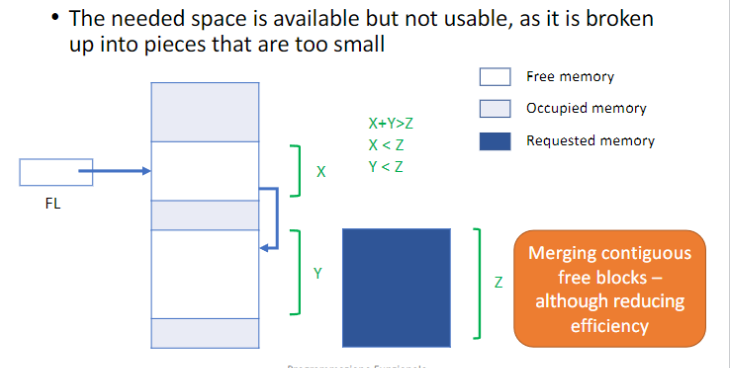 • The needed space is available but not usable, as it is broken
up into pieces that are too small
Free memory
Occupied memory
Requested memory
X+Y>Z
X < Z
Y < Z
X
FL
Y
Z
Merging contiguous
free blocks –
although reducing
efficiency